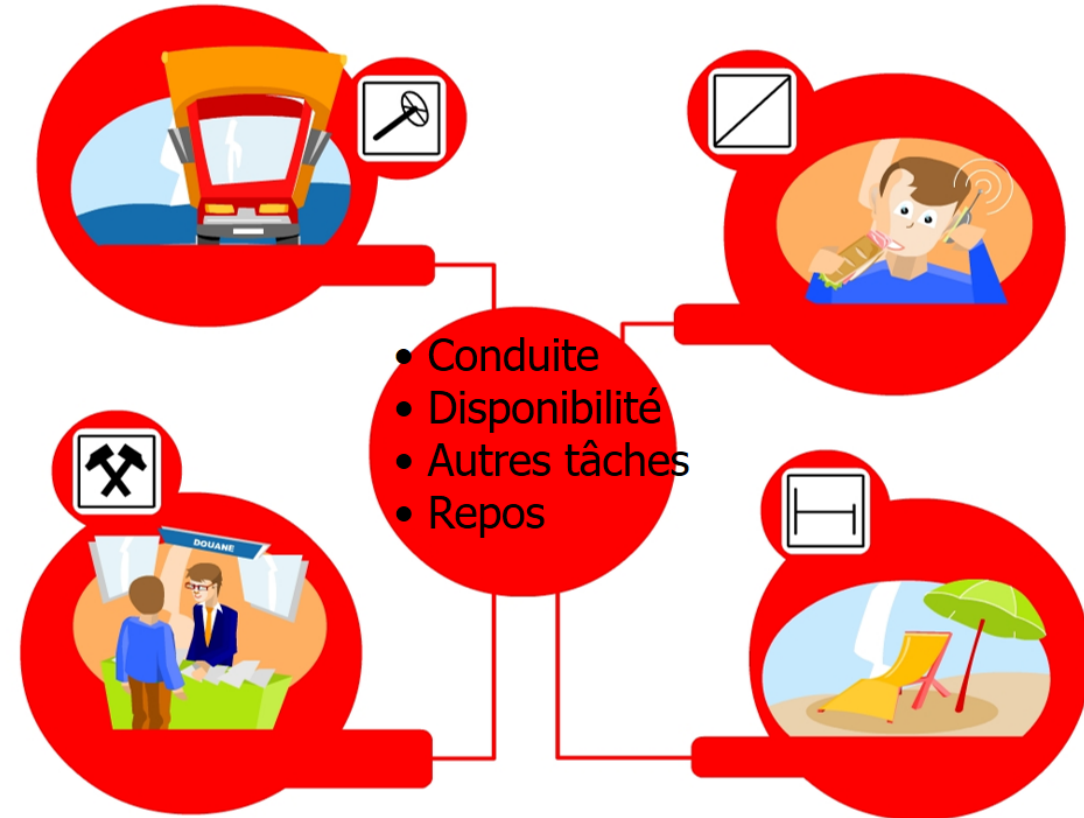 • Conduite
• Disponibilité
• Autres tâches
• Repos
DOUANE